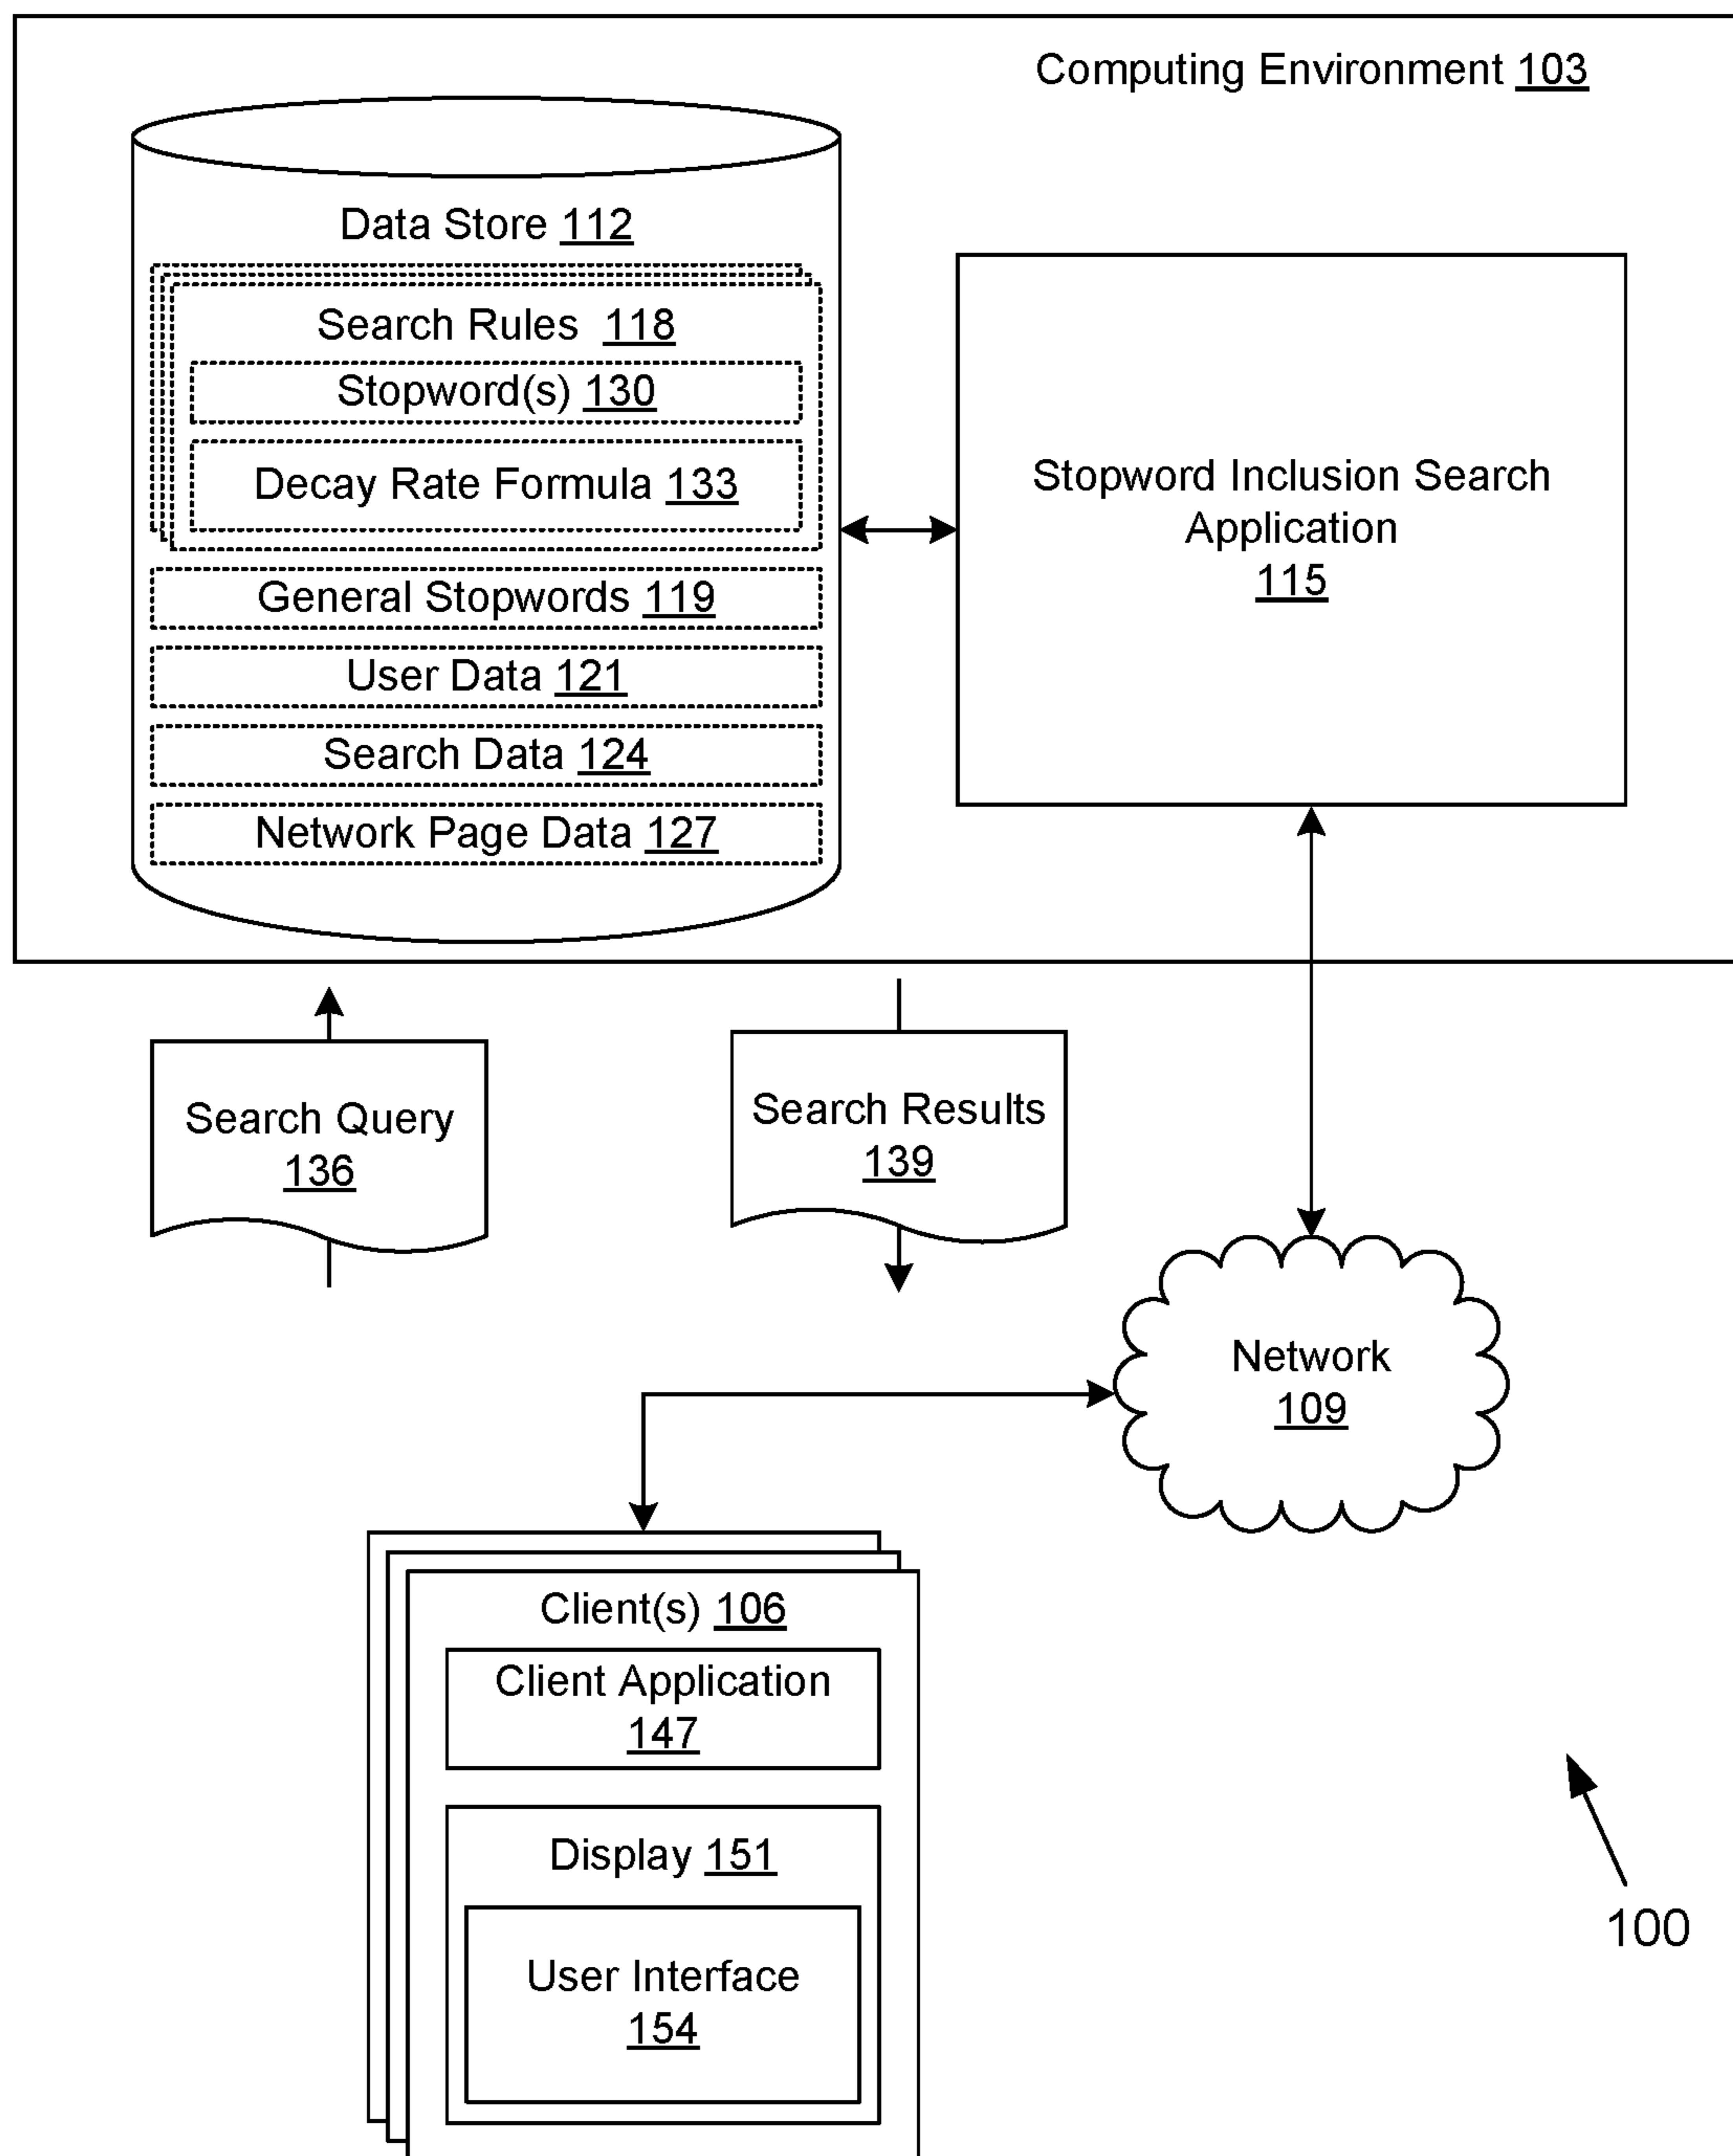 Computing Environment 103
Data Store 112
Search Rules 118
Stopword(s) 130
Decay Rate Formula 133
General Stopwords 119
User Data 121
Search Data 124
Network Page Data 127
Stopword Inclusion Search
Application
115
Search Query
136
Search Results
139
Network
109
Client(s) 106
Client Application
147
Display 151
User Interface
154
100